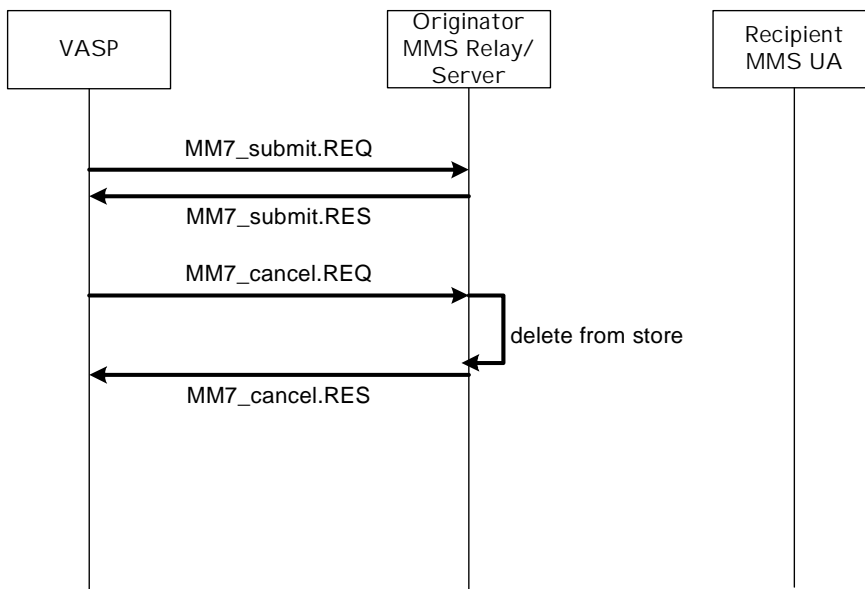 VASP
Originator
MMS Relay/
Server
Recipient
MMS UA
MM7_submit.REQ
MM7_submit.RES
MM7_cancel.REQ
delete from store
MM7_cancel.RES